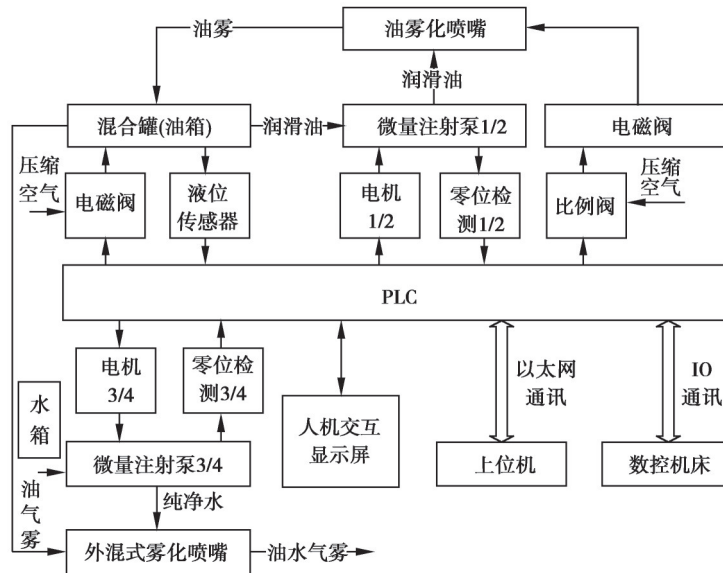 油雾
油雾化喷嘴
润滑油
混合罐(油箱)
润滑油
微量注射泵1/2
电磁阀
压缩
空气
电磁阀
液位
传感器
电机
1/2
零位检
测1/2
比例阀
压缩
空气
PLC
电机
3/4
零位检
测3/4
水
箱
人机交互
显示屏
以太网
通讯
IO
通讯
微量注射泵3/4
上位机
数控机床
油
气
雾
纯净水
外混式雾化喷嘴
油水气雾